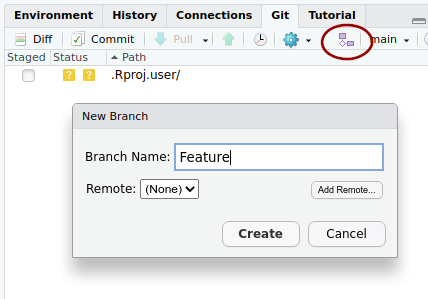 Environment History Connections Git Tutorial
Diff Commit Pull main
Staged Status Path
? ? .Rproj.user/
New Branch
Branch Name: Feature
Remote: (None) Add Remote...
Create Cancel